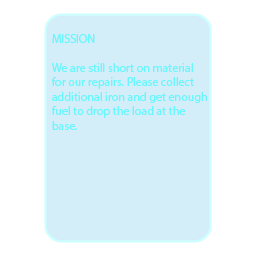 MISSION
We are still short on material
for our repairs. Please collect
additional iron and get enough
fuel to drop the load at the
base.